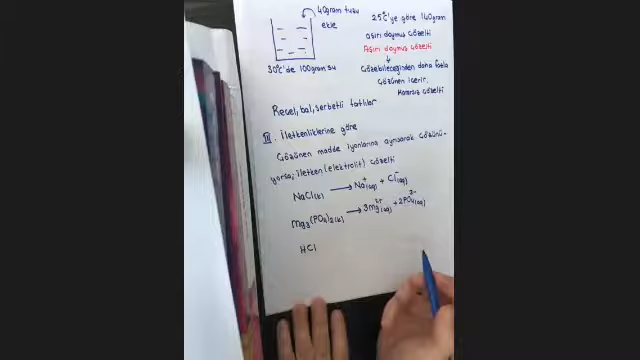 40gram tuzu
ekle
30°C'de 100gram su
25°C'ye göre 140gram
aşırı doymuş çözelti
Aşırı doymuş çözelti
↓
Çözebileceğinden daha fazla
çözünen içerir.
Kararsız çözelti
Reçel, bal, şerbetli tatlılar
II. İletkenliklerine göre
Çözünen madde iyonlarına ayrışarak çözünü-
yorsa; iletken (elektrolit) çözelti
NaCl(k) → Na⁺(aq) + Cl⁻(aq)
Mg₃(PO₄)₂(k) → 3Mg²⁺(aq) + 2PO₄³⁻(aq)
HCl